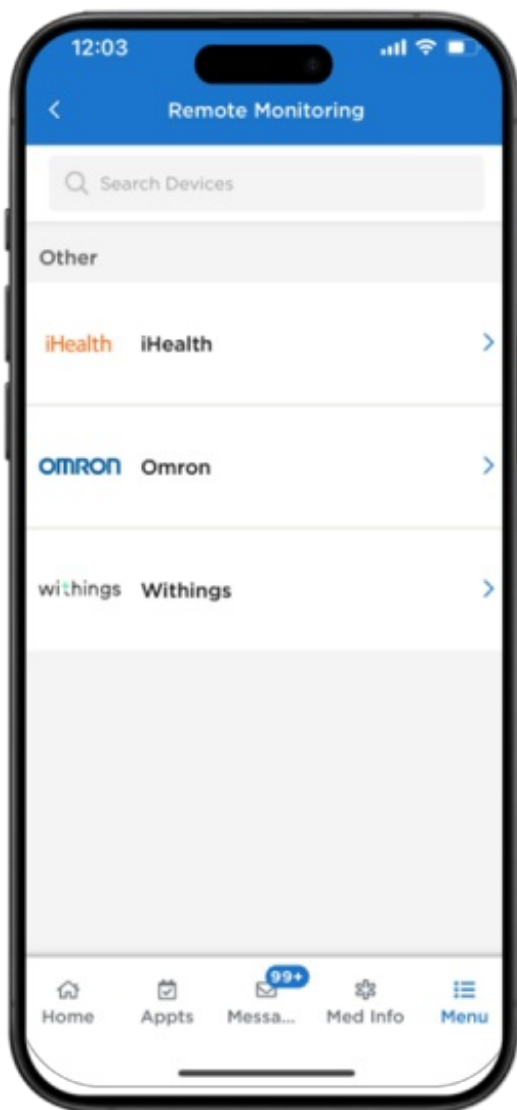 12:03
Remote Monitoring
Search Devices
Other
iHealth iHealth
OMRON Omron
withings Withings
99+
Home Appts Messa... Med Info Menu